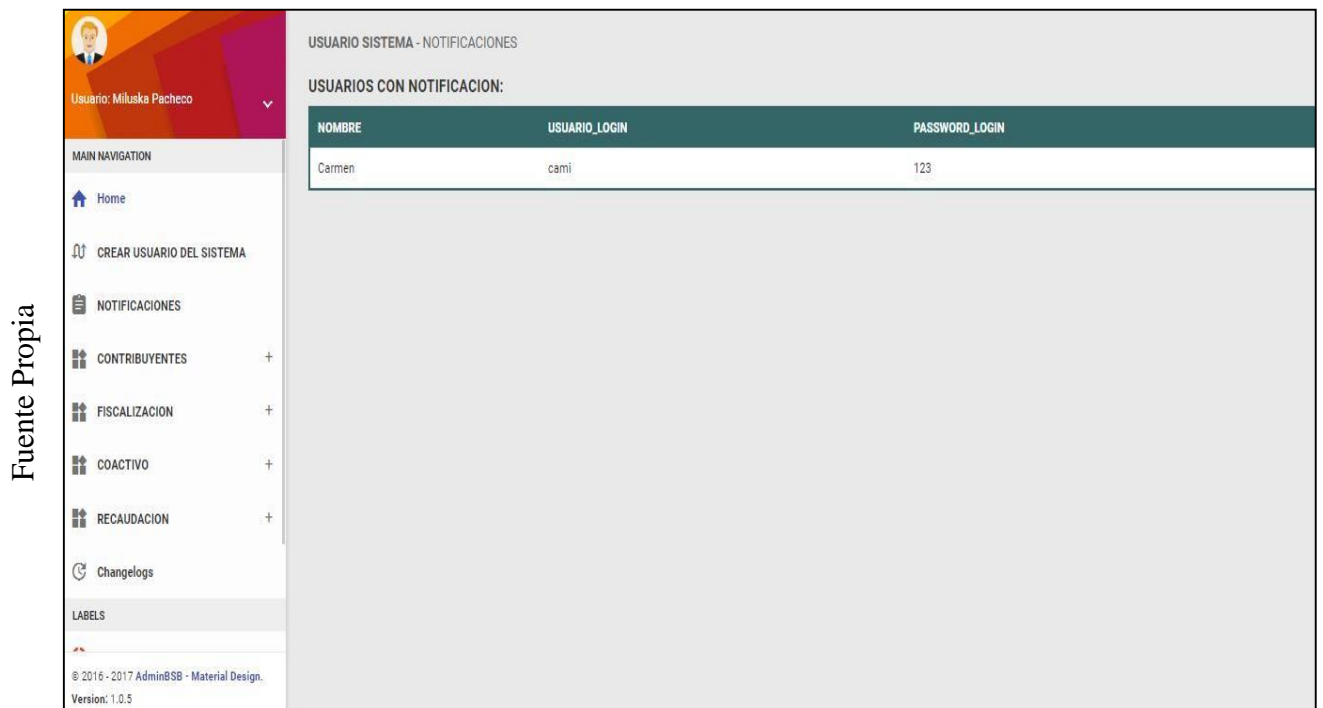 Fuente Propia
Usuario: Miluska Pacheco
MAIN NAVIGATION
Home
CREAR USUARIO DEL SISTEMA
NOTIFICACIONES
CONTRIBUYENTES +
FISCALIZACION +
COACTIVO +
RECAUDACION +
Changelogs
LABELS
© 2016 - 2017 AdminBSB - Material Design.
Version: 1.0.5
USUARIO SISTEMA - NOTIFICACIONES
USUARIOS CON NOTIFICACION:
NOMBRE USUARIO_LOGIN PASSWORD_LOGIN
Carmen cami 123